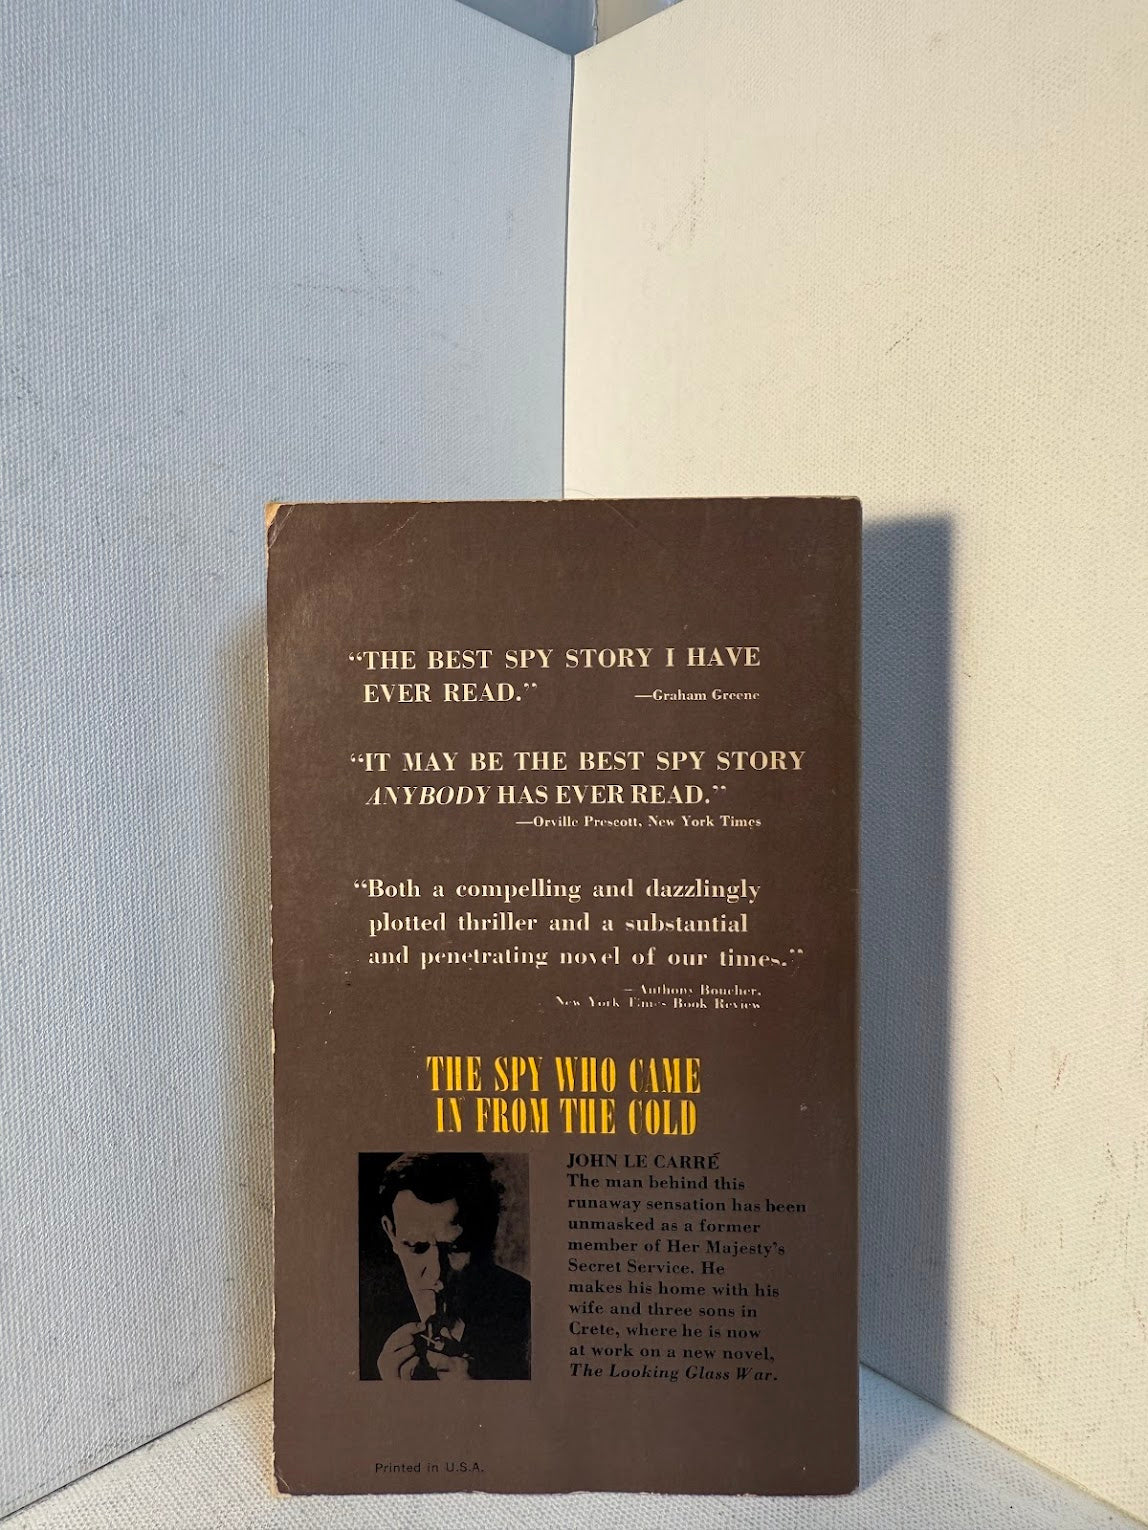 “THE BEST SPY STORY I HAVE
EVER READ.” —Graham Greene
“IT MAY BE THE BEST SPY STORY
ANYBODY HAS EVER READ.”
—Orville Prescott, New York Times
“Both a compelling and dazzlingly
plotted thriller and a substantial
and penetrating novel of our times.”
—Anthony Boucher,
New York Times Book Review
THE SPY WHO CAME
IN FROM THE COLD
JOHN LE CARRÉ
The man behind this
runaway sensation has been
unmasked as a former
member of Her Majesty's
Secret Service. He
makes his home with his
wife and three sons in
Crete, where he is now
at work on a new novel,
The Looking Glass War.
Printed in U.S.A.